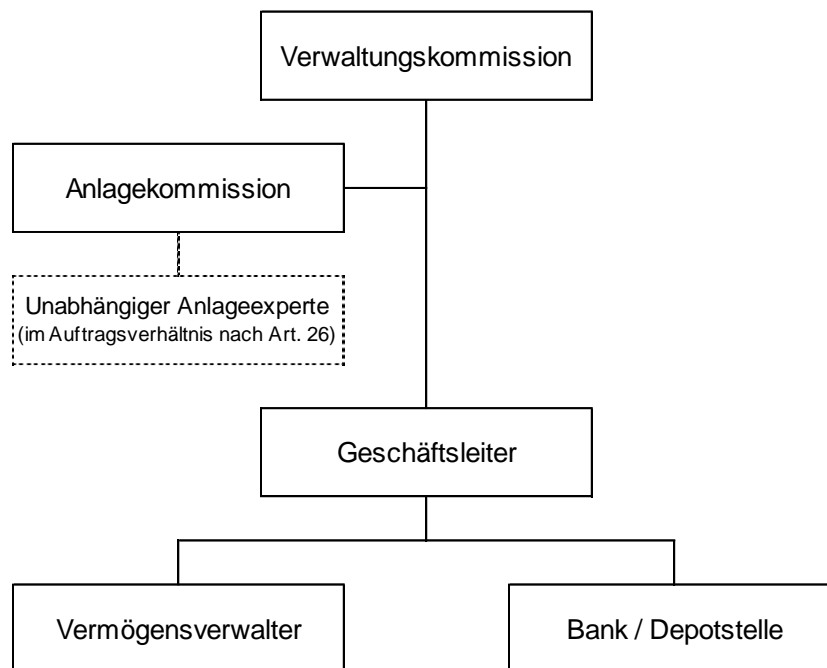 Verwaltungskommission
Anlagekommission
Unabhängiger Anlageexperte
(im Auftragsverhältnis nach Art. 26)
Geschäftsleiter
Vermögensverwalter
Bank / Depotstelle